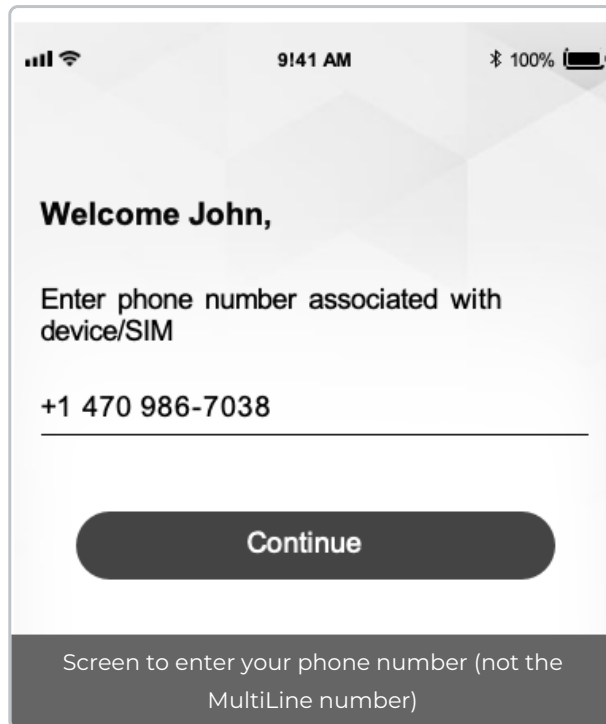 9:41 AM
100%
Welcome John,
Enter phone number associated with
device/SIM
+1 470 986-7038
Continue
Screen to enter your phone number (not the
MultiLine number)